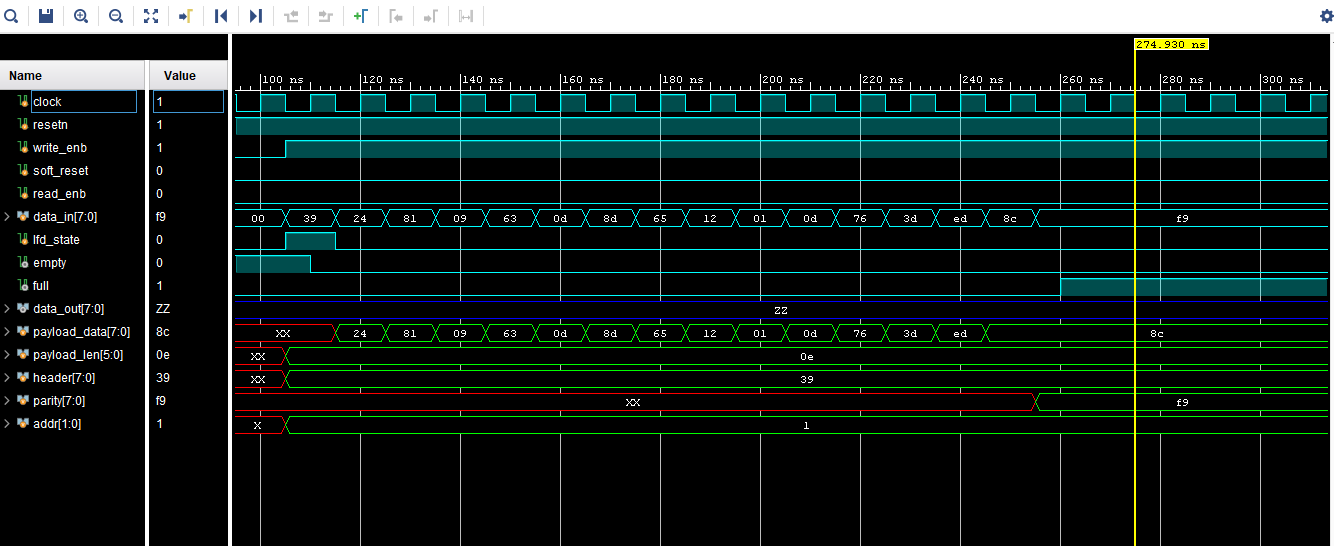 274.930 ns
Name Value 100 ns 120 ns 140 ns 160 ns 180 ns 200 ns 220 ns 240 ns 260 ns 280 ns 300 ns
clock 1
resetn 1
write_enb 1
soft_reset 0
read_enb 0
data_in[7:0] f9 00 39 24 81 09 63 0d 8d 65 12 01 0d 76 3d ed 8c f9
lfd_state 0
empty 0
full 1
data_out[7:0] ZZ ZZ
payload_data[7:0] 8c XX 24 81 09 63 0d 8d 65 12 01 0d 76 3d ed 8c
payload_len[5:0] 0e XX 0e
header[7:0] 39 XX 39
parity[7:0] f9 XX f9
addr[1:0] 1 X 1